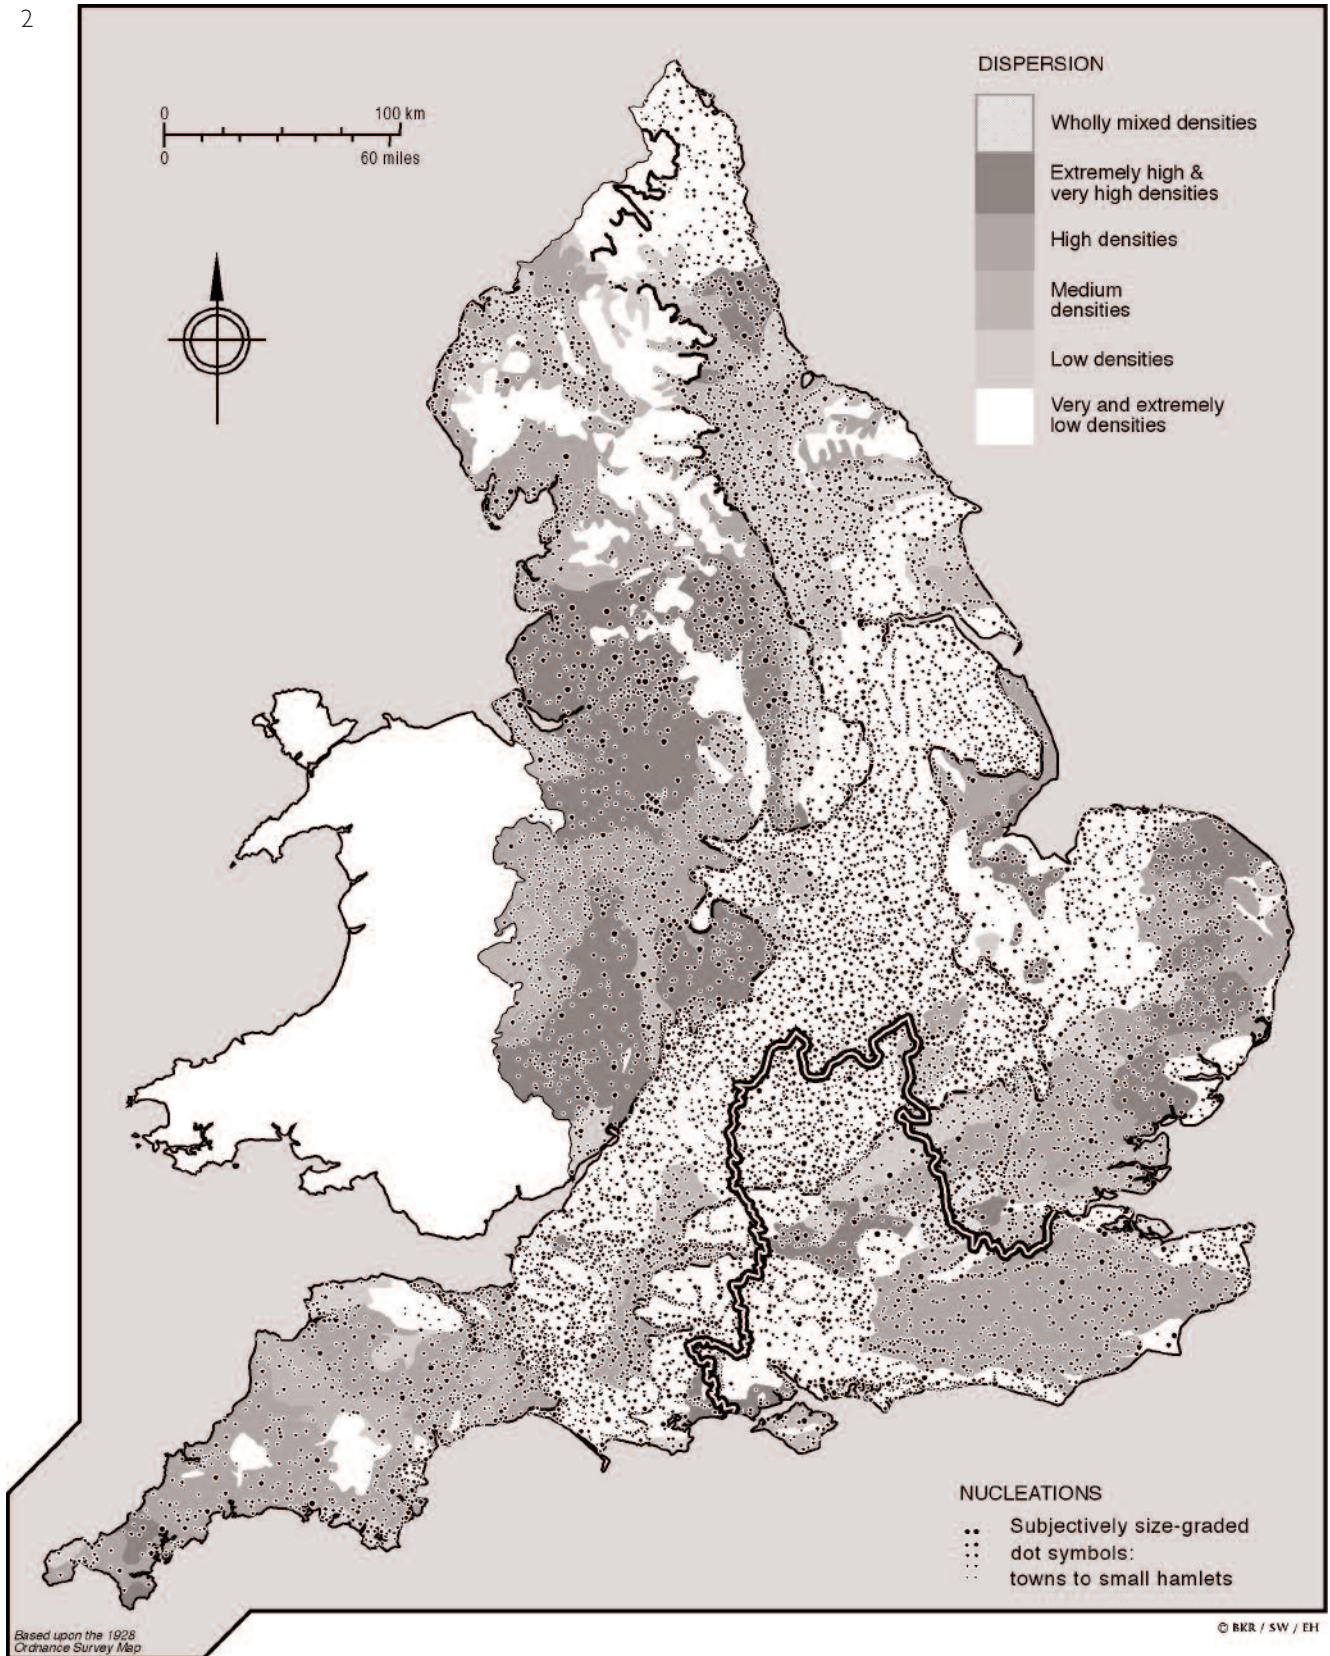 2
DISPERSION
0 100 km
0 60 miles
Wholly mixed densities
Extremely high &
very high densities
High densities
Medium
densities
Low densities
Very and extremely
low densities
NUCLEATIONS
Subjectively size-graded
dot symbols:
towns to small hamlets
Based upon the 1928
Ordnance Survey Map
© BKR / SW / EH